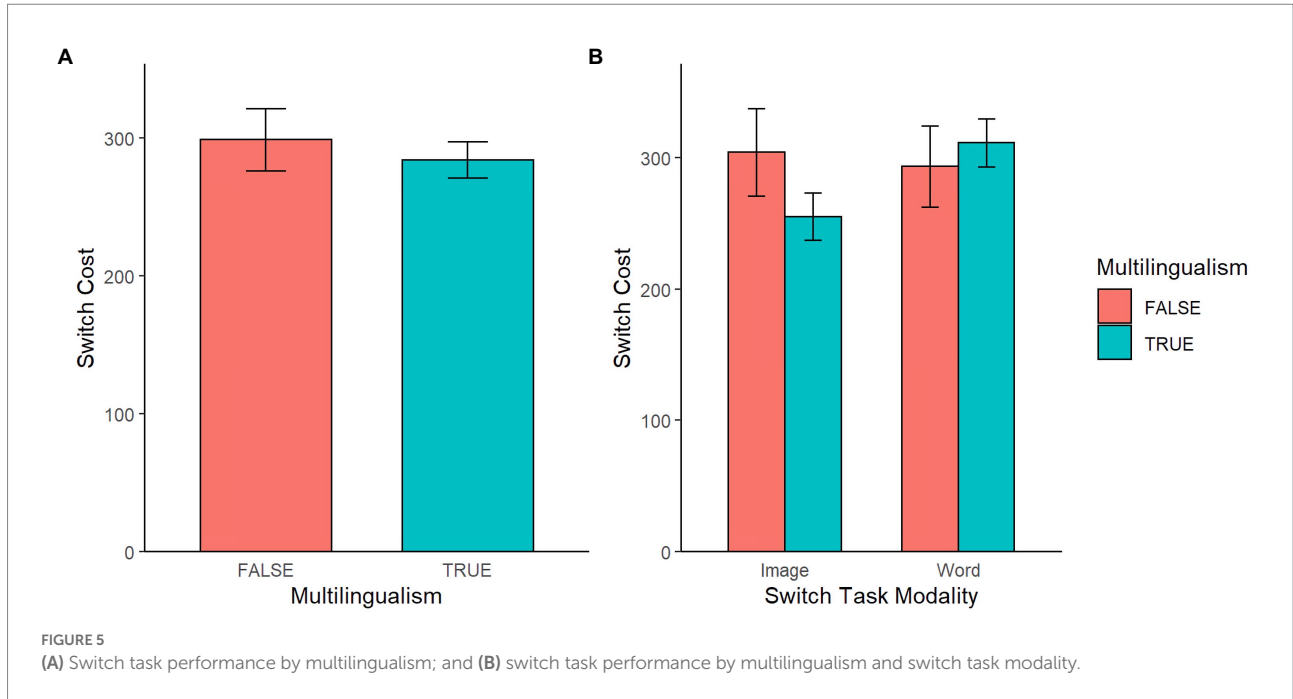 A
B
Switch Cost
300
200
100
0
FALSE
TRUE
Multilingualism
Switch Cost
300
200
100
0
Image
Word
Switch Task Modality
Multilingualism
FALSE
TRUE
FIGURE 5
(A) Switch task performance by multilingualism; and (B) switch task performance by multilingualism and switch task modality.